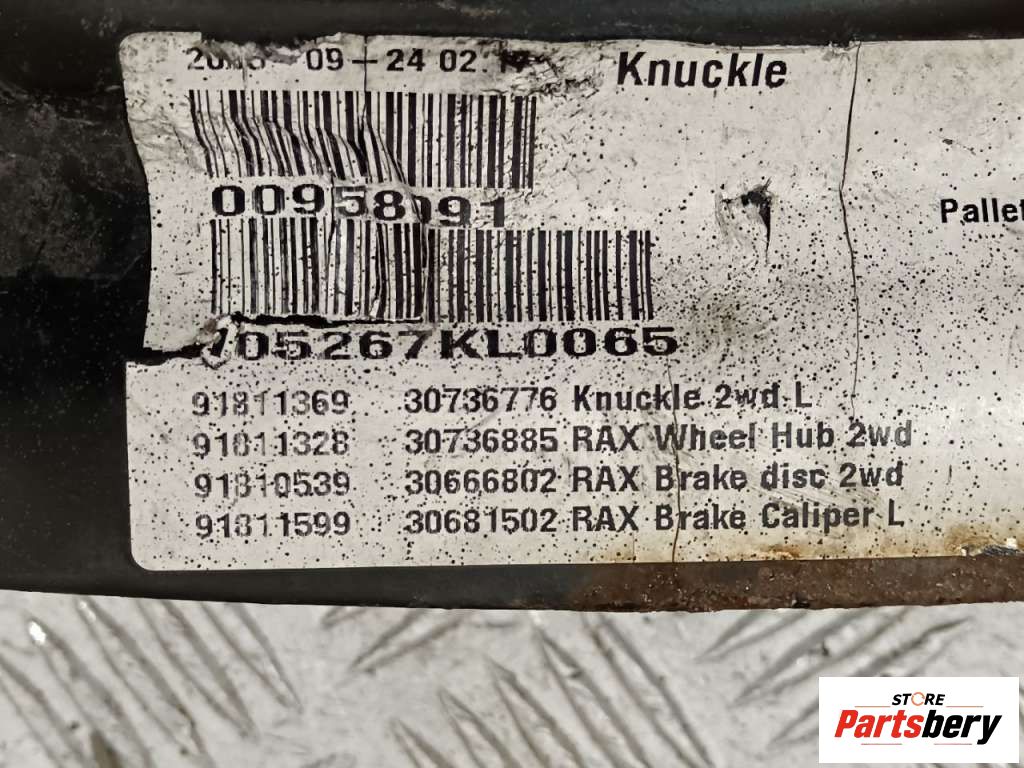 09-24 02
Knuckle
00958091
Pallet
05267KL0065
91811369 30736776 Knuckle 2wd L
91811328 30736885 RAX Wheel Hub 2wd
91810539 30666802 RAX Brake disc 2wd
91811599 30681502 RAX Brake Caliper L
STORE
Partsbery